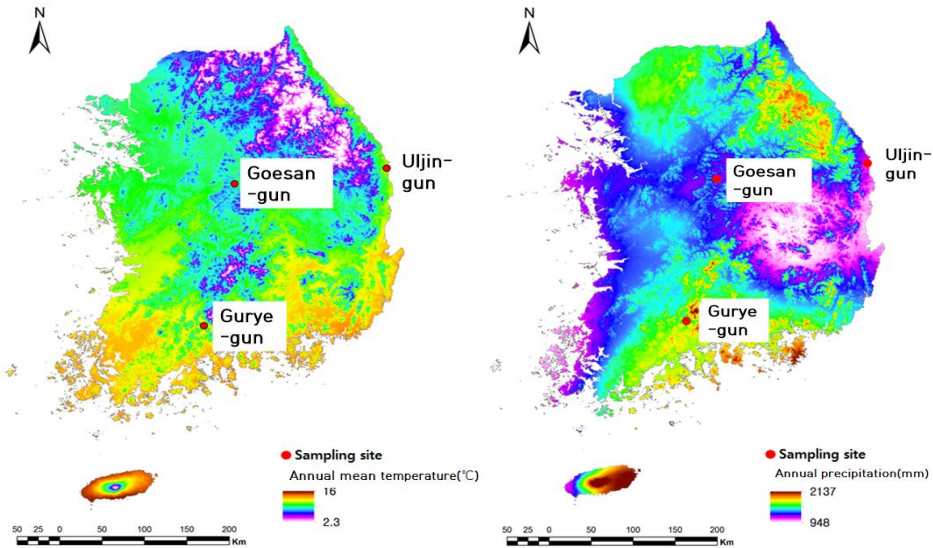 N
Goesan
-gun
Uljin-
gun
Gurye
-gun
Sampling site
Annual mean temperature(℃)
16
2.3
50 25 0 50 100 150 200
Km
N
Goesan
-gun
Uljin-
gun
Gurye
-gun
Sampling site
Annual precipitation(mm)
2137
948
50 25 0 50 100 150 200
Km